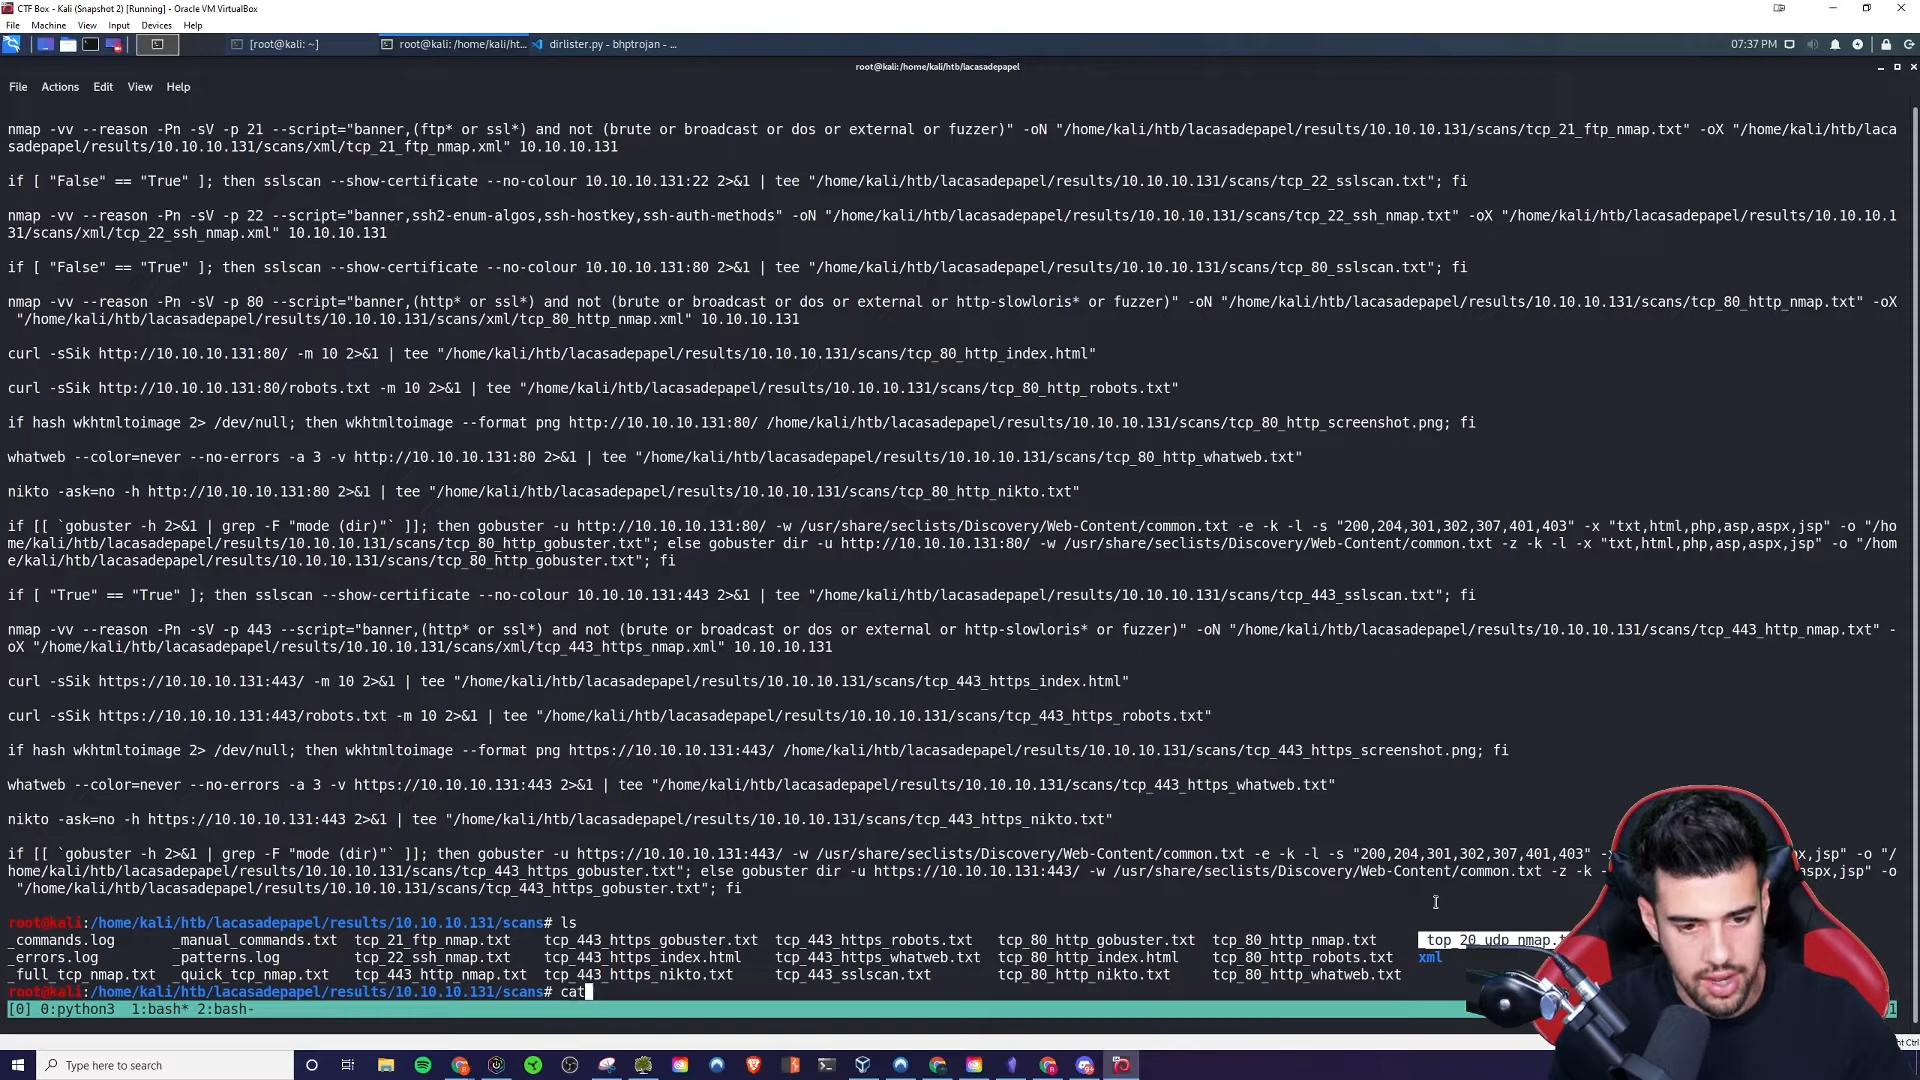 CTF Box - Kali (Snapshot 2) [Running] - Oracle VM VirtualBox
File Machine View Input Devices Help
[root@kali: ~] root@kali: /home/kali/ht... dirlister.py - bhptrojan - ... 07:37 PM
root@kali:/home/kali/htb/lacasadepapel
File Actions Edit View Help
nmap -vv --reason -Pn -sV -p 21 --script="banner,(ftp* or ssl*) and not (brute or broadcast or dos or external or fuzzer)" -oN "/home/kali/htb/lacasadepapel/results/10.10.10.131/scans/tcp_21_ftp_nmap.txt" -oX "/home/kali/htb/laca
sadepapel/results/10.10.10.131/scans/xml/tcp_21_ftp_nmap.xml" 10.10.10.131
if [ "False" == "True" ]; then sslscan --show-certificate --no-colour 10.10.10.131:22 2>&1 | tee "/home/kali/htb/lacasadepapel/results/10.10.10.131/scans/tcp_22_sslscan.txt"; fi
nmap -vv --reason -Pn -sV -p 22 --script="banner,ssh2-enum-algos,ssh-hostkey,ssh-auth-methods" -oN "/home/kali/htb/lacasadepapel/results/10.10.10.131/scans/tcp_22_ssh_nmap.txt" -oX "/home/kali/htb/lacasadepapel/results/10.10.10.1
31/scans/xml/tcp_22_ssh_nmap.xml" 10.10.10.131
if [ "False" == "True" ]; then sslscan --show-certificate --no-colour 10.10.10.131:80 2>&1 | tee "/home/kali/htb/lacasadepapel/results/10.10.10.131/scans/tcp_80_sslscan.txt"; fi
nmap -vv --reason -Pn -sV -p 80 --script="banner,(http* or ssl*) and not (brute or broadcast or dos or external or http-slowloris* or fuzzer)" -oN "/home/kali/htb/lacasadepapel/results/10.10.10.131/scans/tcp_80_http_nmap.txt" -oX
"/home/kali/htb/lacasadepapel/results/10.10.10.131/scans/xml/tcp_80_http_nmap.xml" 10.10.10.131
curl -sSik http://10.10.10.131:80/ -m 10 2>&1 | tee "/home/kali/htb/lacasadepapel/results/10.10.10.131/scans/tcp_80_http_index.html"
curl -sSik http://10.10.10.131:80/robots.txt -m 10 2>&1 | tee "/home/kali/htb/lacasadepapel/results/10.10.10.131/scans/tcp_80_http_robots.txt"
if hash wkhtmltoimage 2> /dev/null; then wkhtmltoimage --format png http://10.10.10.131:80/ /home/kali/htb/lacasadepapel/results/10.10.10.131/scans/tcp_80_http_screenshot.png; fi
whatweb --color=never --no-errors -a 3 -v http://10.10.10.131:80 2>&1 | tee "/home/kali/htb/lacasadepapel/results/10.10.10.131/scans/tcp_80_http_whatweb.txt"
nikto -ask=no -h http://10.10.10.131:80 2>&1 | tee "/home/kali/htb/lacasadepapel/results/10.10.10.131/scans/tcp_80_http_nikto.txt"
if [[ `gobuster -h 2>&1 | grep -F "mode (dir)"` ]]; then gobuster -u http://10.10.10.131:80/ -w /usr/share/seclists/Discovery/Web-Content/common.txt -e -k -l -s "200,204,301,302,307,401,403" -x "txt,html,php,asp,aspx,jsp" -o "/ho
me/kali/htb/lacasadepapel/results/10.10.10.131/scans/tcp_80_http_gobuster.txt"; else gobuster dir -u http://10.10.10.131:80/ -w /usr/share/seclists/Discovery/Web-Content/common.txt -z -k -l -x "txt,html,php,asp,aspx,jsp" -o "/hom
e/kali/htb/lacasadepapel/results/10.10.10.131/scans/tcp_80_http_gobuster.txt"; fi
if [ "True" == "True" ]; then sslscan --show-certificate --no-colour 10.10.10.131:443 2>&1 | tee "/home/kali/htb/lacasadepapel/results/10.10.10.131/scans/tcp_443_sslscan.txt"; fi
nmap -vv --reason -Pn -sV -p 443 --script="banner,(http* or ssl*) and not (brute or broadcast or dos or external or http-slowloris* or fuzzer)" -oN "/home/kali/htb/lacasadepapel/results/10.10.10.131/scans/tcp_443_http_nmap.txt" -
oX "/home/kali/htb/lacasadepapel/results/10.10.10.131/scans/xml/tcp_443_https_nmap.xml" 10.10.10.131
curl -sSik https://10.10.10.131:443/ -m 10 2>&1 | tee "/home/kali/htb/lacasadepapel/results/10.10.10.131/scans/tcp_443_https_index.html"
curl -sSik https://10.10.10.131:443/robots.txt -m 10 2>&1 | tee "/home/kali/htb/lacasadepapel/results/10.10.10.131/scans/tcp_443_https_robots.txt"
if hash wkhtmltoimage 2> /dev/null; then wkhtmltoimage --format png https://10.10.10.131:443/ /home/kali/htb/lacasadepapel/results/10.10.10.131/scans/tcp_443_https_screenshot.png; fi
whatweb --color=never --no-errors -a 3 -v https://10.10.10.131:443 2>&1 | tee "/home/kali/htb/lacasadepapel/results/10.10.10.131/scans/tcp_443_https_whatweb.txt"
nikto -ask=no -h https://10.10.10.131:443 2>&1 | tee "/home/kali/htb/lacasadepapel/results/10.10.10.131/scans/tcp_443_https_nikto.txt"
if [[ `gobuster -h 2>&1 | grep -F "mode (dir)"` ]]; then gobuster -u https://10.10.10.131:443/ -w /usr/share/seclists/Discovery/Web-Content/common.txt -e -k -l -s "200,204,301,302,307,401,403" px,jsp" -o "/
home/kali/htb/lacasadepapel/results/10.10.10.131/scans/tcp_443_https_gobuster.txt"; else gobuster dir -u https://10.10.10.131:443/ -w /usr/share/seclists/Discovery/Web-Content/common.txt -z -k aspx,jsp" -o
"/home/kali/htb/lacasadepapel/results/10.10.10.131/scans/tcp_443_https_gobuster.txt"; fi
root@kali:/home/kali/htb/lacasadepapel/results/10.10.10.131/scans# ls
_commands.log _manual_commands.txt tcp_21_ftp_nmap.txt tcp_443_https_gobuster.txt tcp_443_https_robots.txt tcp_80_http_gobuster.txt tcp_80_http_nmap.txt _top_20_udp_nmap.t
_errors.log _patterns.log tcp_22_ssh_nmap.txt tcp_443_https_index.html tcp_443_https_whatweb.txt tcp_80_http_index.html tcp_80_http_robots.txt xml
_full_tcp_nmap.txt _quick_tcp_nmap.txt tcp_443_http_nmap.txt tcp_443_https_nikto.txt tcp_443_sslscan.txt tcp_80_http_nikto.txt tcp_80_http_whatweb.txt
root@kali:/home/kali/htb/lacasadepapel/results/10.10.10.131/scans# cat
[0] 0:python3 1:bash* 2:bash-
Ctrl
Type here to search